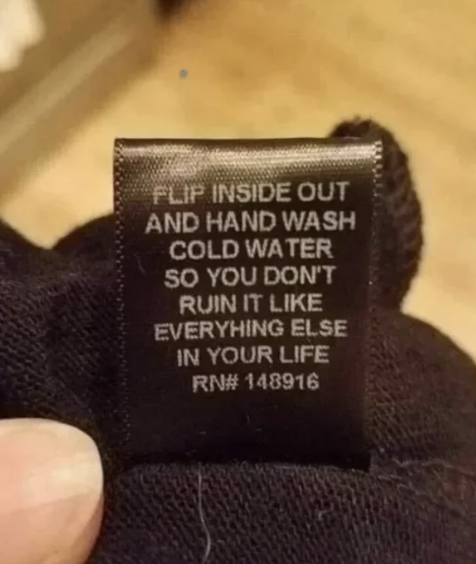 FLIP INSIDE OUT
AND HAND WASH
COLD WATER
SO YOU DON'T
RUIN IT LIKE
EVERYHING ELSE
IN YOUR LIFE
RN# 148916